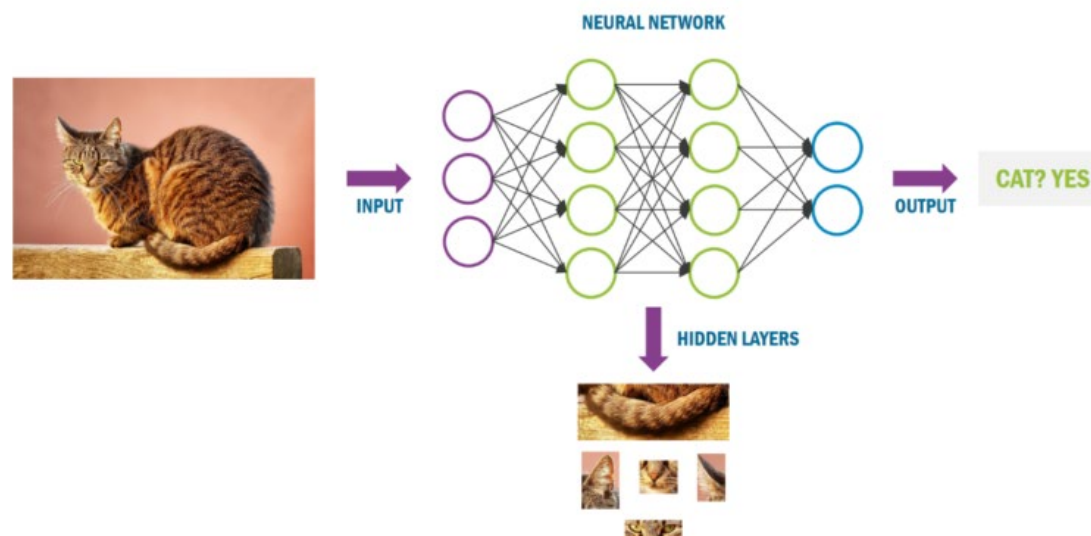 NEURAL NETWORK
INPUT
OUTPUT
CAT? YES
HIDDEN LAYERS